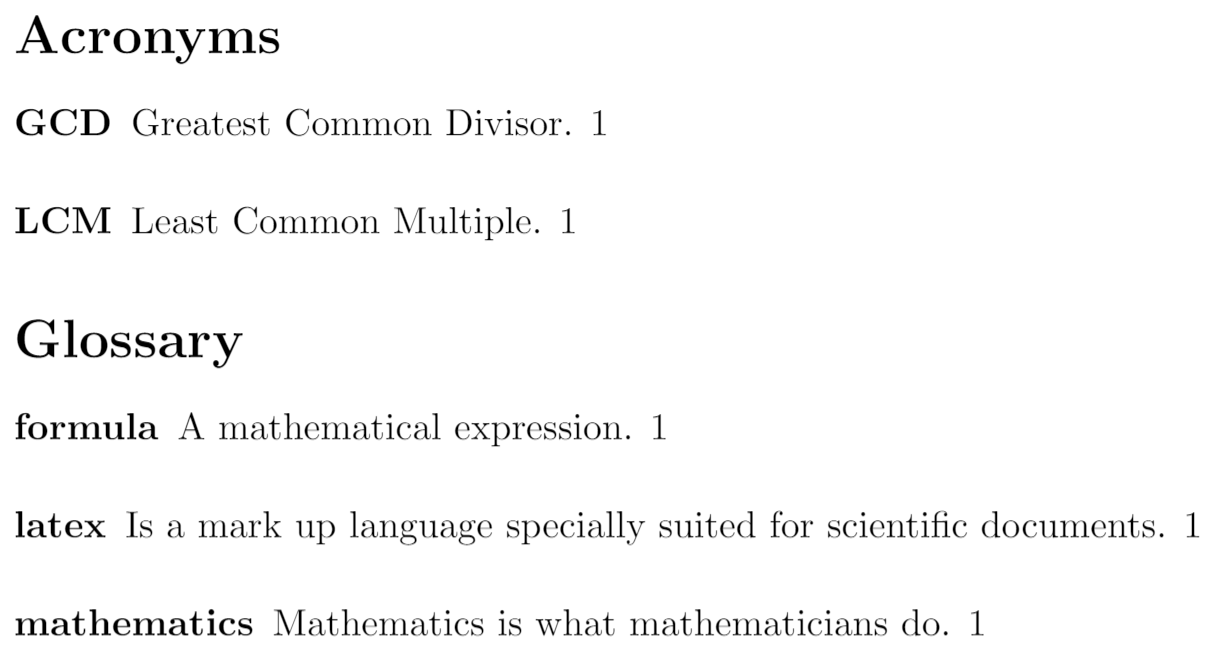 Acronyms
GCD Greatest Common Divisor. 1
LCM Least Common Multiple. 1
Glossary
formula A mathematical expression. 1
latex Is a mark up language specially suited for scientific documents. 1
mathematics Mathematics is what mathematicians do. 1